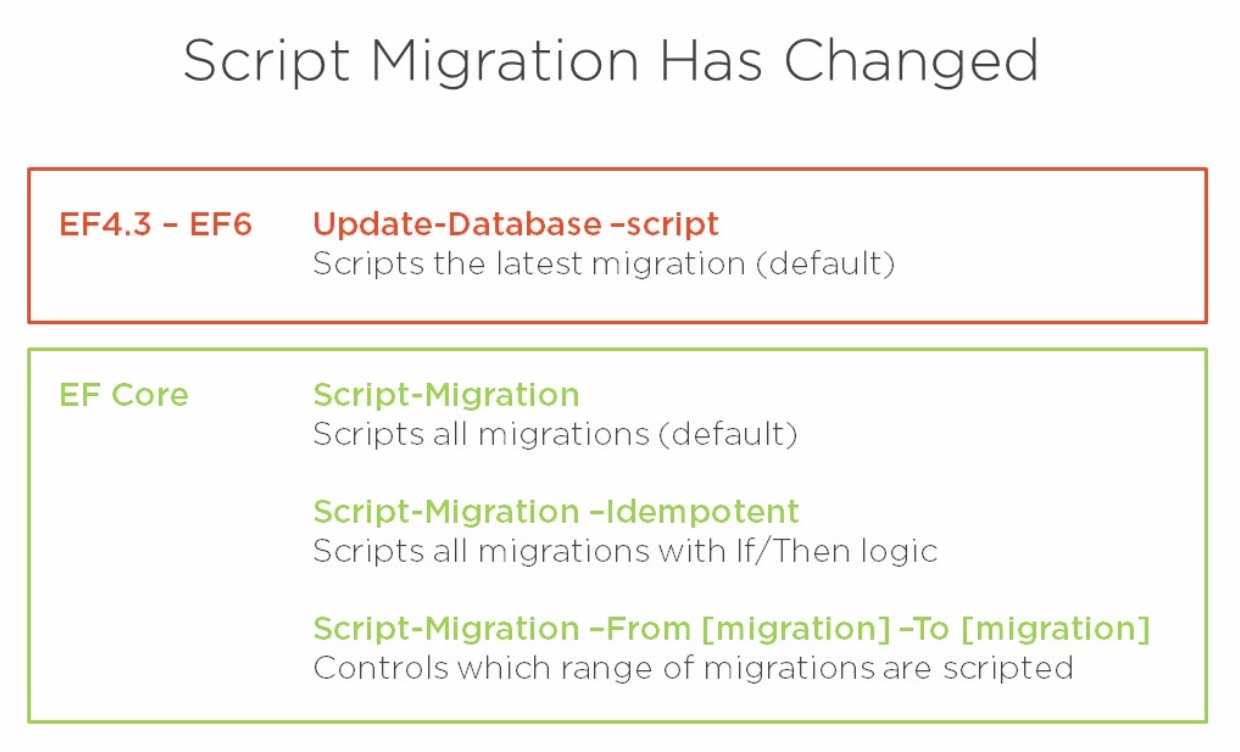 Script Migration Has Changed
EF4.3 – EF6 Update-Database –script
Scripts the latest migration (default)
EF Core Script-Migration
Scripts all migrations (default)
Script-Migration –Idempotent
Scripts all migrations with If/Then logic
Script-Migration –From [migration] –To [migration]
Controls which range of migrations are scripted